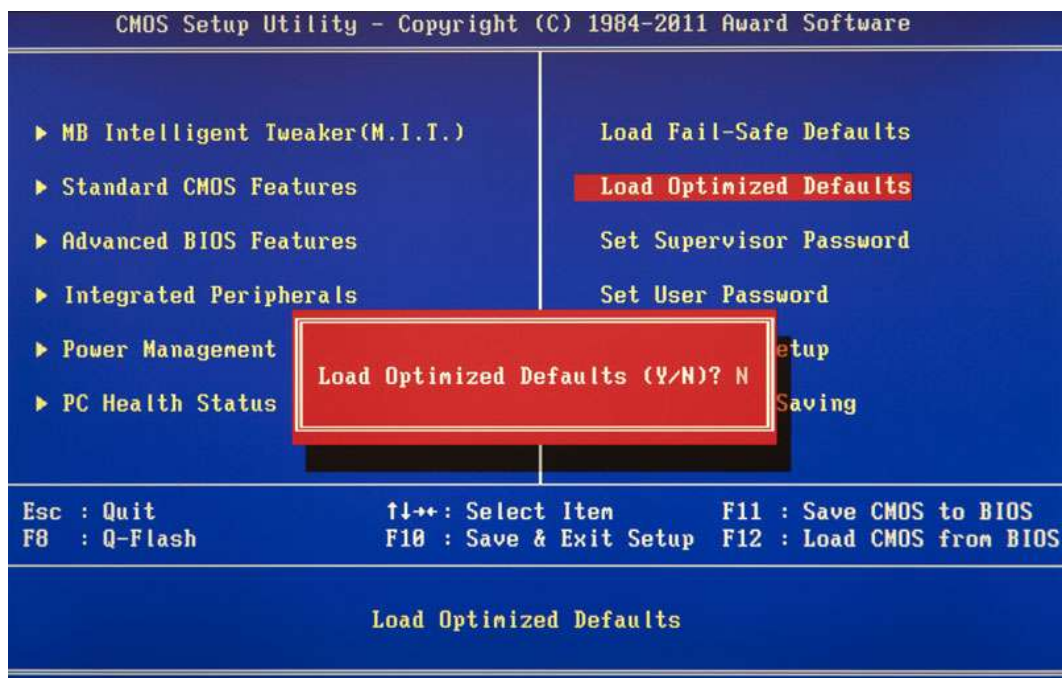 CMOS Setup Utility - Copyright (C) 1984-2011 Award Software
▶ MB Intelligent Tweaker(M.I.T.)
▶ Standard CMOS Features
▶ Advanced BIOS Features
▶ Integrated Peripherals
▶ Power Management
▶ PC Health Status
Load Fail-Safe Defaults
Load Optimized Defaults
Set Supervisor Password
Set User Password
etup
Saving
Load Optimized Defaults (Y/N)? N
Esc : Quit
F8 : Q-Flash
↑↓→←: Select Item
F10 : Save & Exit Setup
F11 : Save CMOS to BIOS
F12 : Load CMOS from BIOS
Load Optimized Defaults